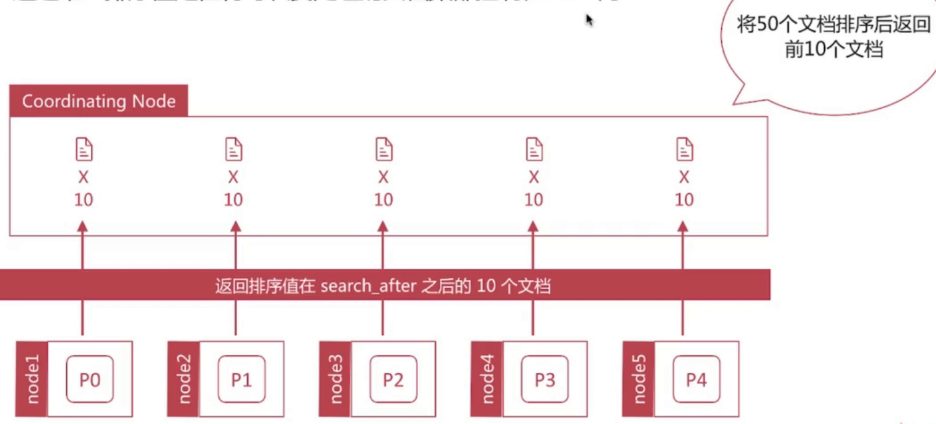 将50个文档排序后返回
前10个文档
Coordinating Node
X X X X X
10 10 10 10 10
返回排序值在 search_after 之后的 10 个文档
node1 P0 node2 P1 node3 P2 node4 P3 node5 P4